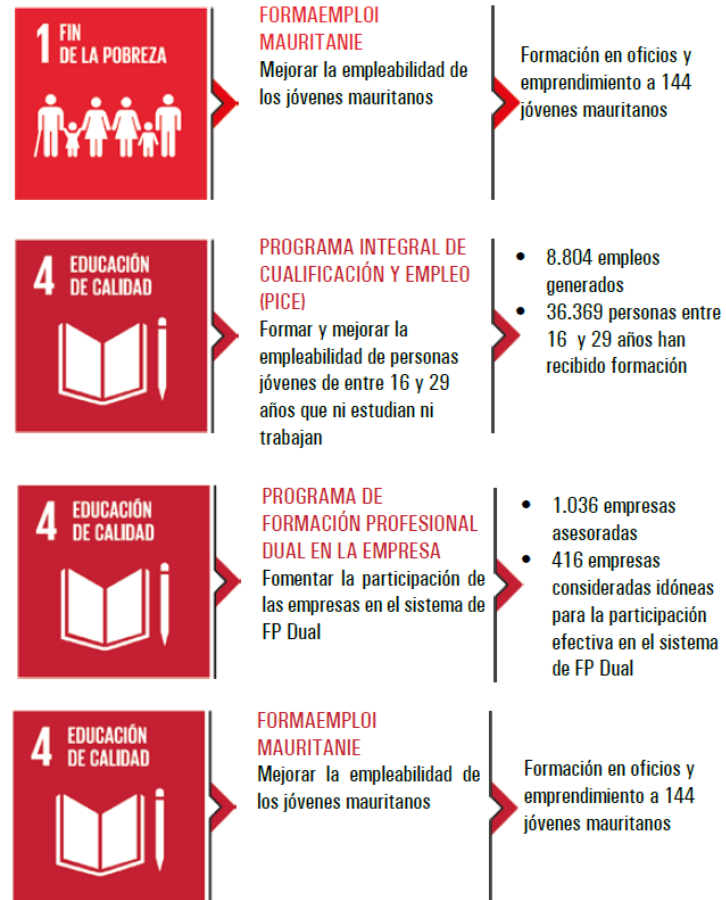 1 FIN
DE LA POBREZA
FORMAEMPLOI
MAURITANIE
Mejorar la empleabilidad de
los jóvenes mauritanos
Formación en oficios y
emprendimiento a 144
jóvenes mauritanos
4 EDUCACIÓN
DE CALIDAD
PROGRAMA INTEGRAL DE
CUALIFICACIÓN Y EMPLEO
(PICE)
Formar y mejorar la
empleabilidad de personas
jóvenes de entre 16 y 29
años que ni estudian ni
trabajan
• 8.804 empleos
generados
• 36.369 personas entre
16 y 29 años han
recibido formación
4 EDUCACIÓN
DE CALIDAD
PROGRAMA DE
FORMACIÓN PROFESIONAL
DUAL EN LA EMPRESA
Fomentar la participación de
las empresas en el sistema de
FP Dual
• 1.036 empresas
asesoradas
• 416 empresas
consideradas idóneas
para la participación
efectiva en el sistema
de FP Dual
4 EDUCACIÓN
DE CALIDAD
FORMAEMPLOI
MAURITANIE
Mejorar la empleabilidad de
los jóvenes mauritanos
Formación en oficios y
emprendimiento a 144
jóvenes mauritanos